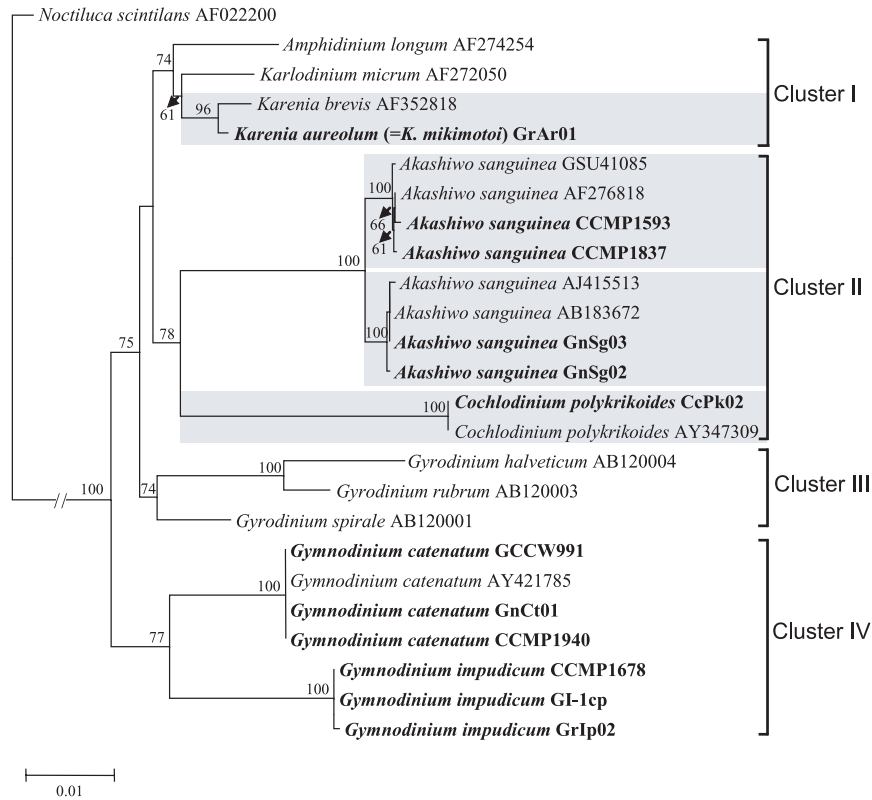 Noctiluca scintilans AF022200
Amphidinium longum AF274254
74
Karlodinium micrum AF272050
Cluster I
61
96
Karenia brevis AF352818
Karenia aureolum (=K. mikimotoi) GrAr01
Akashiwo sanguinea GSU41085
100
Akashiwo sanguinea AF276818
66
Akashiwo sanguinea CCMP1593
61
Akashiwo sanguinea CCMP1837
100
Akashiwo sanguinea AJ415513
Cluster II
Akashiwo sanguinea AB183672
100
Akashiwo sanguinea GnSg03
75
78
Akashiwo sanguinea GnSg02
100
Cochlodinium polykrikoides CcPk02
Cochlodinium polykrikoides AY347309
Gyrodinium halveticum AB120004
100
Cluster III
100
74
Gyrodinium rubrum AB120003
//
Gyrodinium spirale AB120001
Gymnodinium catenatum GCCW991
100
Gymnodinium catenatum AY421785
Gymnodinium catenatum GnCt01
77
Gymnodinium catenatum CCMP1940
Cluster IV
Gymnodinium impudicum CCMP1678
100
Gymnodinium impudicum GI-1cp
Gymnodinium impudicum GrIp02
0.01